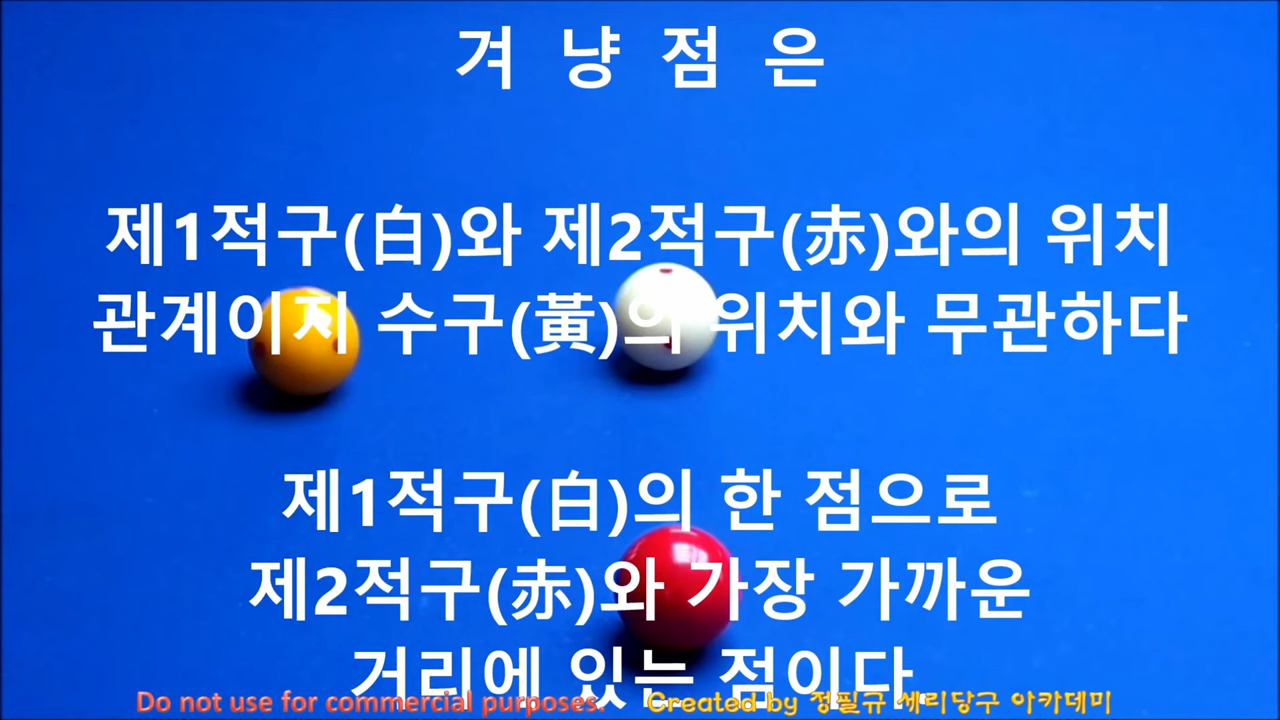 겨 냥 점 은
제1적구(白)와 제2적구(赤)와의 위치
관계이지 수구(黃)의 위치와 무관하다
제1적구(白)의 한 점으로
제2적구(赤)와 가장 가까운
거리에 있는 점이다.
Do not use for commercial purposes. Created by 정필규 세리당구 아카데미